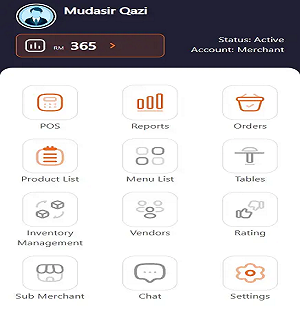 Mudasir Qazi
Status: Active
RM 365 >
Account: Merchant
POS
Reports
Orders
Product List
Menu List
Tables
Inventory
Management
Vendors
Rating
Sub Merchant
Chat
Settings